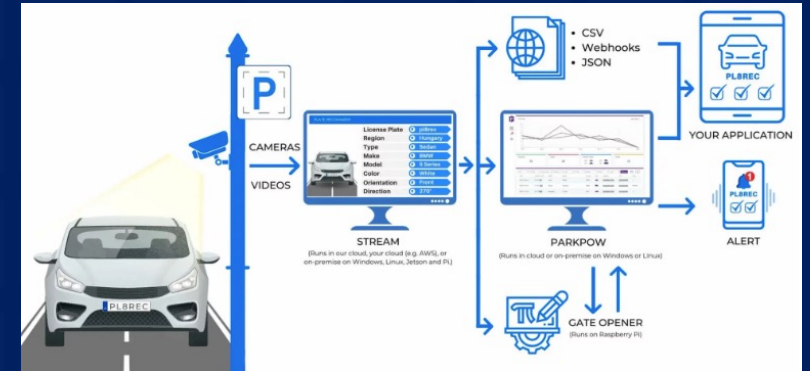 P
PL8REC
CAMERAS
VIDEOS
License Plate pl8rec
Region Hungary
Type Sedan
Make BMW
Model 5 Series
Color White
Orientation Front
Direction 270°
STREAM
(Runs in our cloud, your cloud (e.g. AWS), or
on-premise on Windows, Linux, Jetson and Pi.)
• CSV
• Webhooks
• JSON
PARKPOW
(Runs in cloud or on-premise on Windows or Linux)
GATE OPENER
(Runs on Raspberry Pi)
π
PL8REC
YOUR APPLICATION
1
PL8REC
ALERT